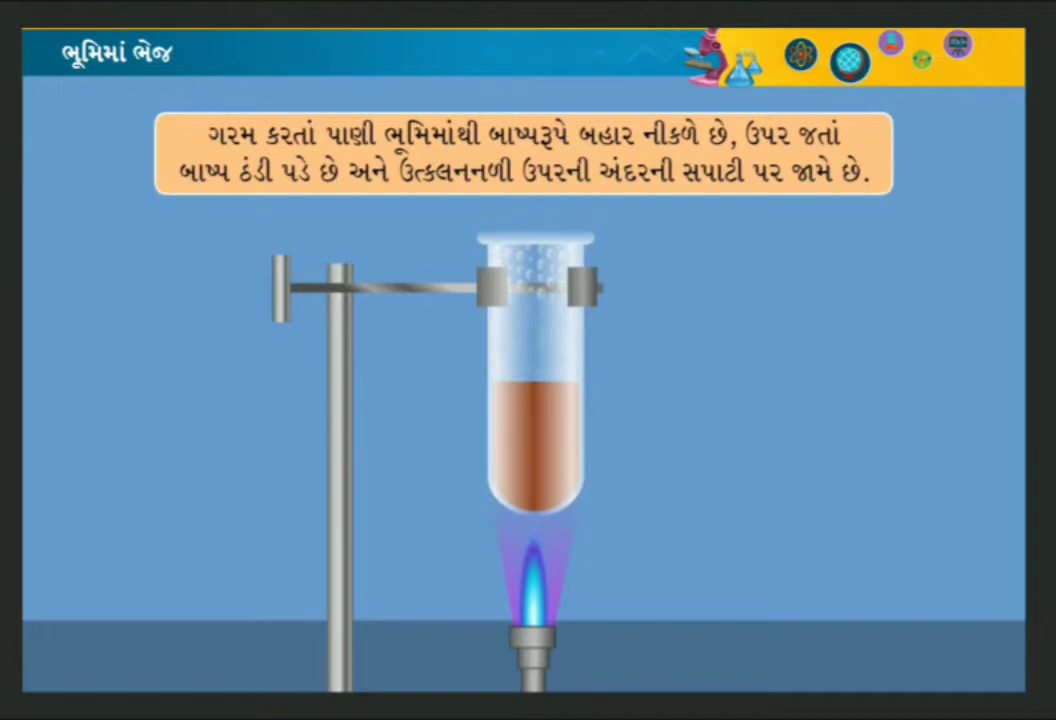 ભૂમિમાં ભેજ
ગરમ કરતાં પાણી ભૂમિમાંથી બાષ્પરૂપે બહાર નીકળે છે, ઉપર જતાં
બાષ્પ ઠંડી પડે છે અને ઉત્કલનનળી ઉપરની અંદરની સપાટી પર જામે છે.